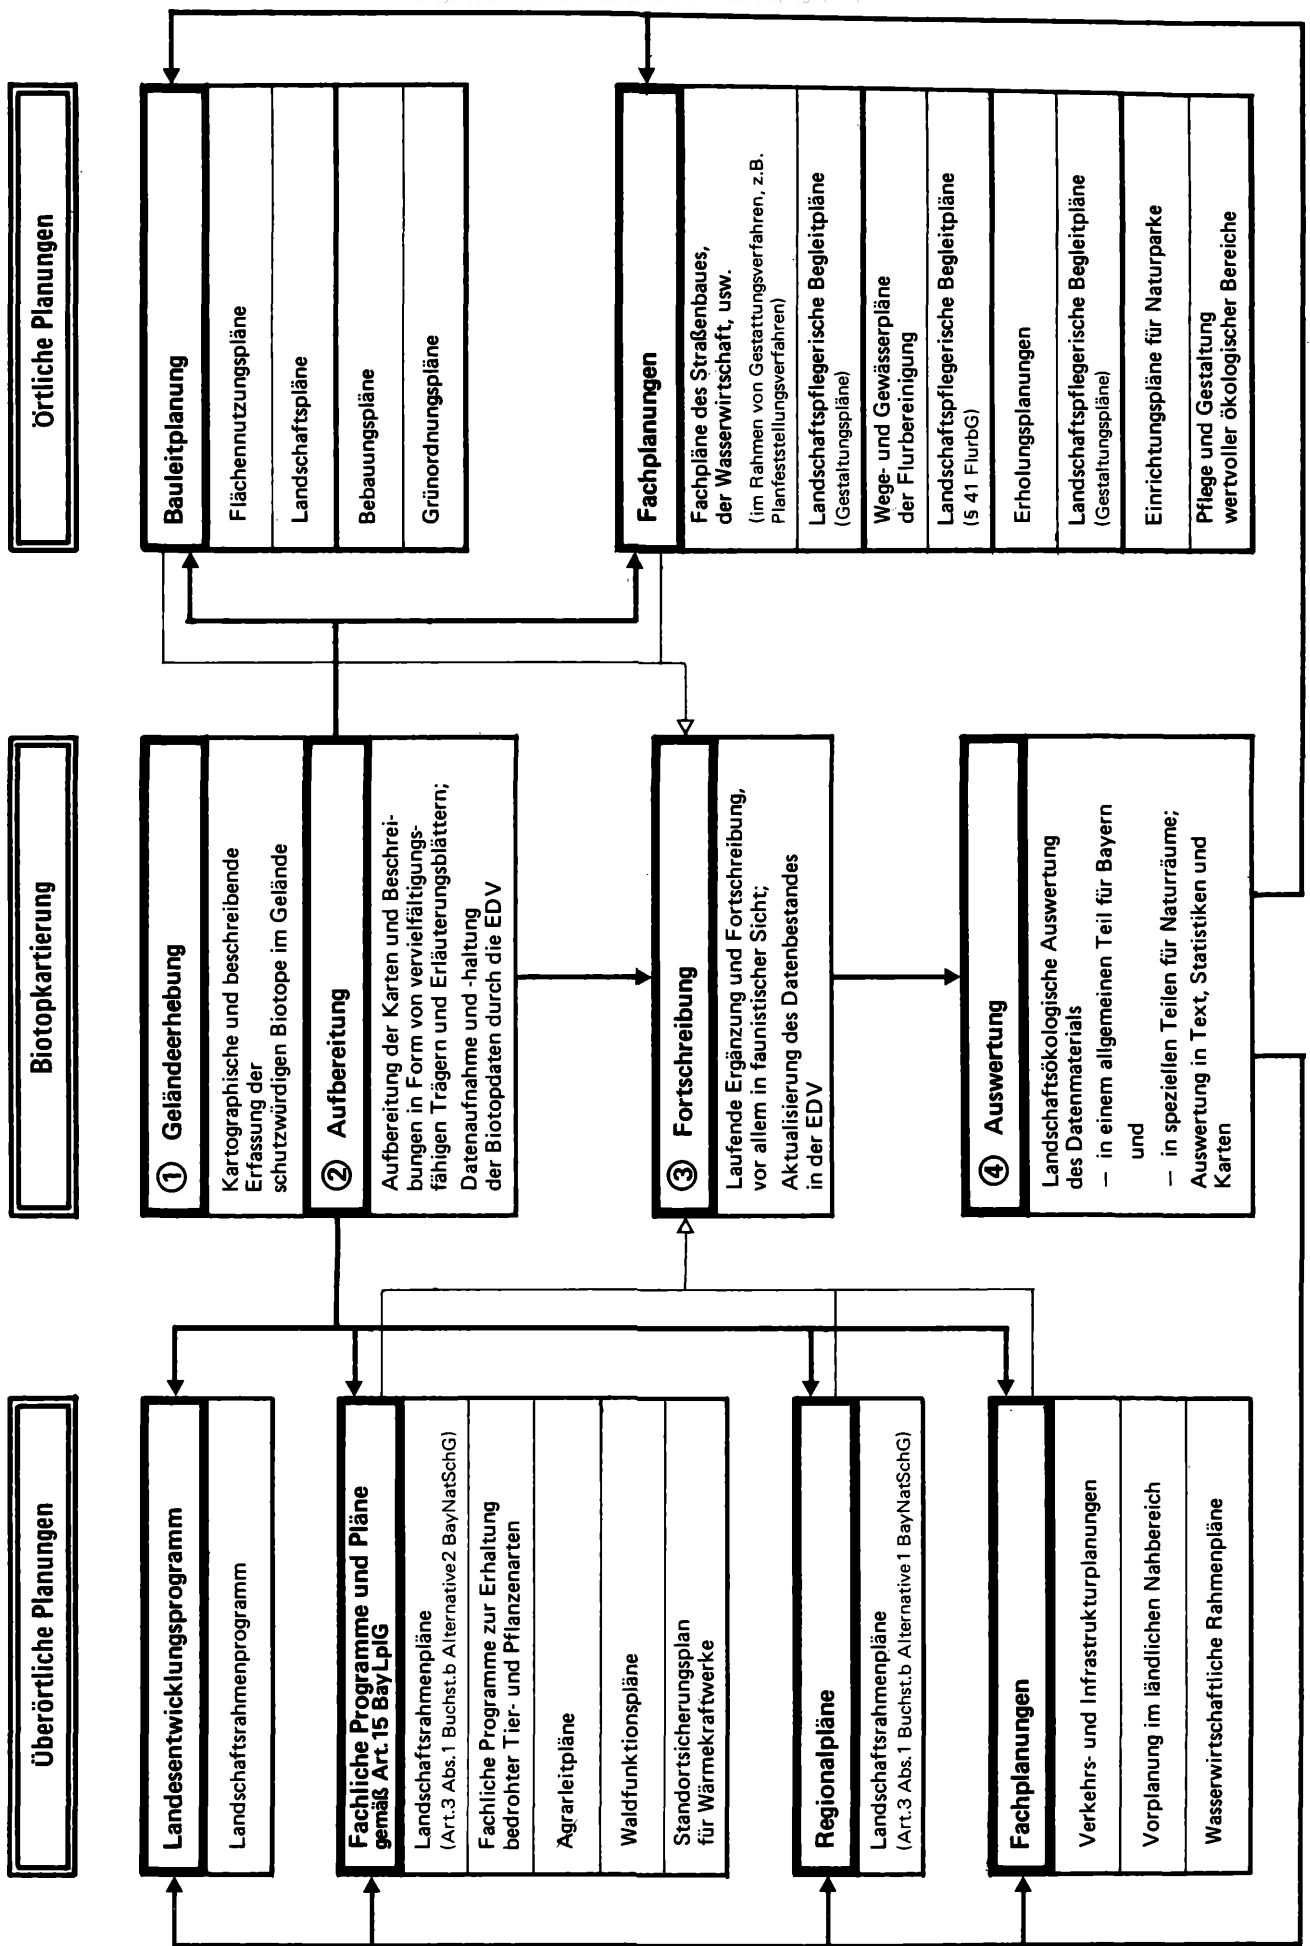 Überörtliche Planungen
Landesentwicklungsprogramm
Landschaftsrahmenprogramm
Fachliche Programme und Pläne
gemäß Art. 15 BayLplG
Landschaftsrahmenpläne
(Art.3 Abs.1 Buchst.b Alternative 2 BayNatSchG)
Fachliche Programme zur Erhaltung
bedrohter Tier- und Pflanzenarten
Agrarleitpläne
Waldfunktionspläne
Standortsicherungsplan
für Wärmekraftwerke
Regionalpläne
Landschaftsrahmenpläne
(Art.3 Abs.1 Buchst.b Alternative 1 BayNatSchG)
Fachplanungen
Verkehrs- und Infrastrukturplanungen
Vorplanung im ländlichen Nahbereich
Wasserwirtschaftliche Rahmenpläne
Biotopkartierung
① Geländeerhebung
Kartographische und beschreibende
Erfassung der
schutzwürdigen Biotope im Gelände
② Aufbereitung
Aufbereitung der Karten und Beschrei-
bungen in Form von vervielfältigungs-
fähigen Trägern und Erläuterungsblättern;
Datenaufnahme und -haltung
der Biotopdaten durch die EDV
③ Fortschreibung
Laufende Ergänzung und Fortschreibung,
vor allem in faunistischer Sicht;
Aktualisierung des Datenbestandes
in der EDV
④ Auswertung
Landschaftsökologische Auswertung
des Datenmaterials
— in einem allgemeinen Teil für Bayern
und
— in speziellen Teilen für Naturräume;
Auswertung in Text, Statistiken und
Karten
Örtliche Planungen
Bauleitplanung
Flächennutzungspläne
Landschaftspläne
Bebauungspläne
Grünordnungspläne
Fachplanungen
Fachpläne des Straßenbaues,
der Wasserwirtschaft, usw.
(im Rahmen von Gestattungsverfahren, z.B.
Planfeststellungsverfahren)
Landschaftspflegerische Begleitpläne
(Gestaltungspläne)
Wege- und Gewässerpläne
der Flurbereinigung
Landschaftspflegerische Begleitpläne
(§ 41 FlurbG)
Erholungsplanungen
Landschaftspflegerische Begleitpläne
(Gestaltungspläne)
Einrichtungspläne für Naturparke
Pflege und Gestaltung
wertvoller ökologischer Bereiche